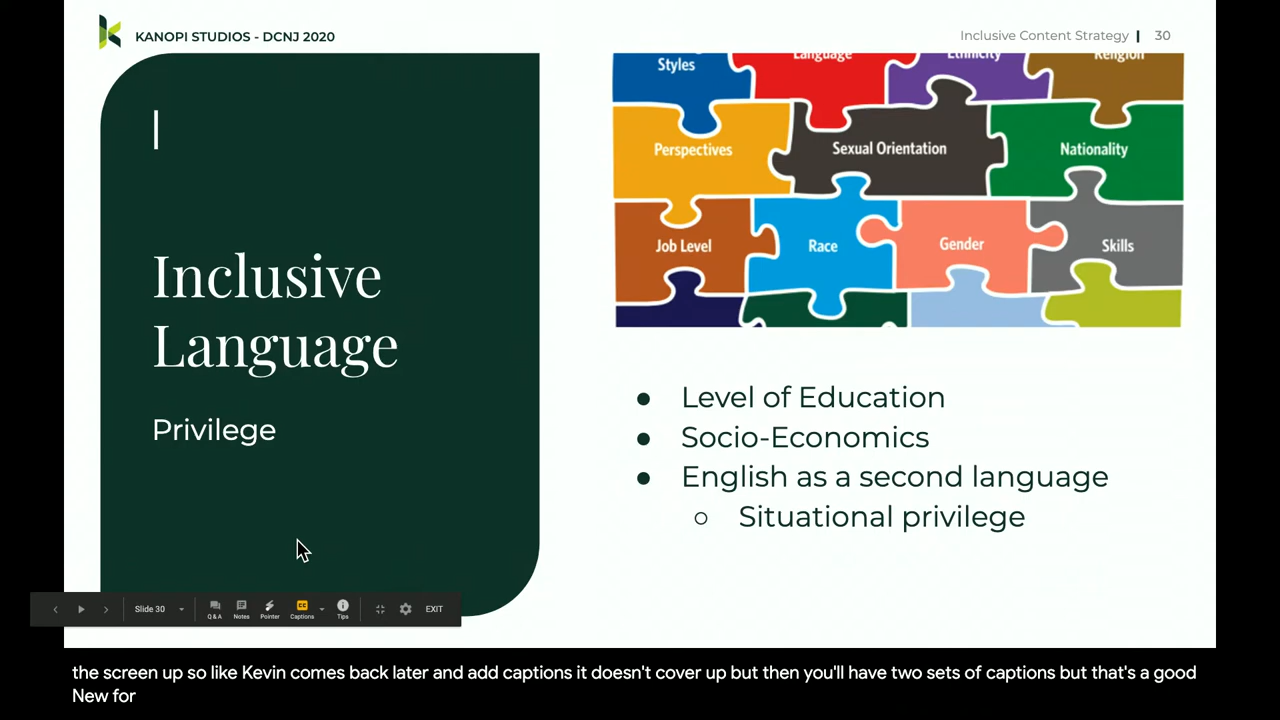 KANOPI STUDIOS - DCNJ 2020
Inclusive Content Strategy | 30
Styles
Language
Ethnicity
Religion
Perspectives
Sexual Orientation
Nationality
Job Level
Race
Gender
Skills
Inclusive
Language
Privilege
● Level of Education
● Socio-Economics
● English as a second language
○ Situational privilege
Slide 30
Q & A
Notes
Pointer
CC
Captions
Tips
EXIT
the screen up so like Kevin comes back later and add captions it doesn't cover up but then you'll have two sets of captions but that's a good
New for